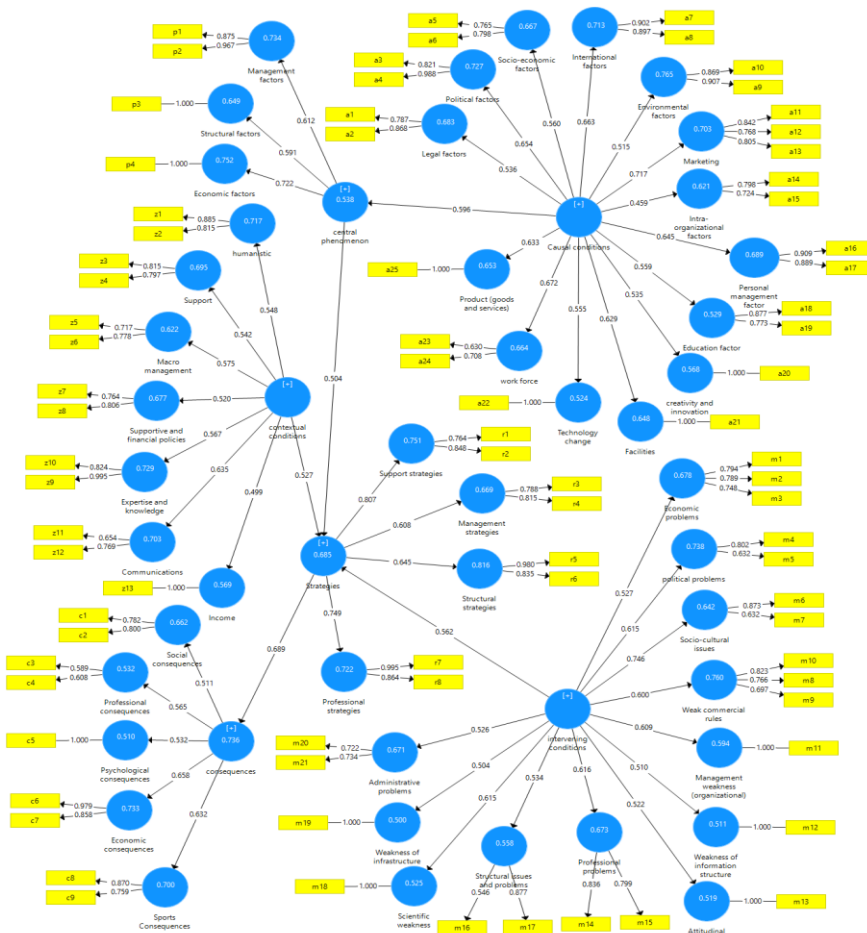 p1
0.875
p2
0.967
0.734
Management
factors
p3
1.000
0.649
Structural factors
p4
1.000
0.752
Economic factors
0.612
0.591
0.722
[+]
0.538
central
phenomenon
0.596
0.504
a5
0.765
a6
0.798
0.667
Socio-economic
factors
a3
0.821
a4
0.988
0.727
Political factors
a1
0.787
a2
0.868
0.683
Legal factors
0.713
International
factors
0.902
a7
0.897
a8
0.765
Environmental
factors
0.869
a10
0.907
a9
0.703
Marketing
0.842
a11
0.768
a12
0.805
a13
0.621
Intra-
organizational
factors
0.798
a14
0.724
a15
0.689
Personal
management
factor
0.909
a16
0.889
a17
0.529
Education factor
0.877
a18
0.773
a19
0.568
creativity and
innovation
1.000
a20
0.648
Facilities
1.000
a21
0.524
Technology
change
a22
1.000
0.664
work force
a23
0.630
a24
0.708
0.653
Product (goods
and services)
a25
1.000
[+]
Causal conditions
0.536
0.654
0.560
0.663
0.515
0.717
0.459
0.645
0.559
0.535
0.629
0.555
0.672
0.633
z1
0.885
z2
0.815
0.717
humanistic
z3
0.815
z4
0.797
0.695
Support
z5
0.717
z6
0.778
0.622
Macro
management
z7
0.764
z8
0.806
0.677
Supportive and
financial policies
z10
0.824
z9
0.995
0.729
Expertise and
knowledge
z11
0.654
z12
0.769
0.703
Communications
z13
1.000
0.569
Income
[+]
contextual
conditions
0.548
0.542
0.575
0.520
0.567
0.635
0.499
0.527
[+]
0.685
Strategies
0.751
Support strategies
0.764
r1
0.848
r2
0.669
Management
strategies
0.788
r3
0.815
r4
0.816
Structural
strategies
0.980
r5
0.835
r6
0.722
Professional
strategies
0.995
r7
0.864
r8
0.807
0.608
0.645
0.749
0.689
0.562
c1
0.782
c2
0.800
0.662
Social
consequences
c3
0.589
c4
0.608
0.532
Professional
consequences
c5
1.000
0.510
Psychological
consequences
c6
0.979
c7
0.858
0.733
Economic
consequences
c8
0.870
c9
0.759
0.700
Sports
Consequences
[+]
0.736
consequences
0.511
0.565
0.532
0.658
0.632
[+]
intervening
conditions
0.678
Economic
problems
0.794
m1
0.789
m2
0.748
m3
0.738
political problems
0.802
m4
0.632
m5
0.642
Socio-cultural
issues
0.873
m6
0.632
m7
0.760
Weak commercial
rules
0.823
m10
0.766
m8
0.697
m9
0.594
Management
weakness
(organizational)
1.000
m11
0.511
Weakness of
information
structure
1.000
m12
0.519
Attitudinal
1.000
m13
0.673
Professional
problems
0.836
m14
0.799
m15
0.558
Structural issues
and problems
0.546
m16
0.877
m17
0.525
Scientific
weakness
m18
1.000
0.500
Weakness of
infrastructure
m19
1.000
0.671
Administrative
problems
m20
0.722
m21
0.734
0.527
0.615
0.746
0.600
0.609
0.510
0.522
0.616
0.534
0.615
0.504
0.526